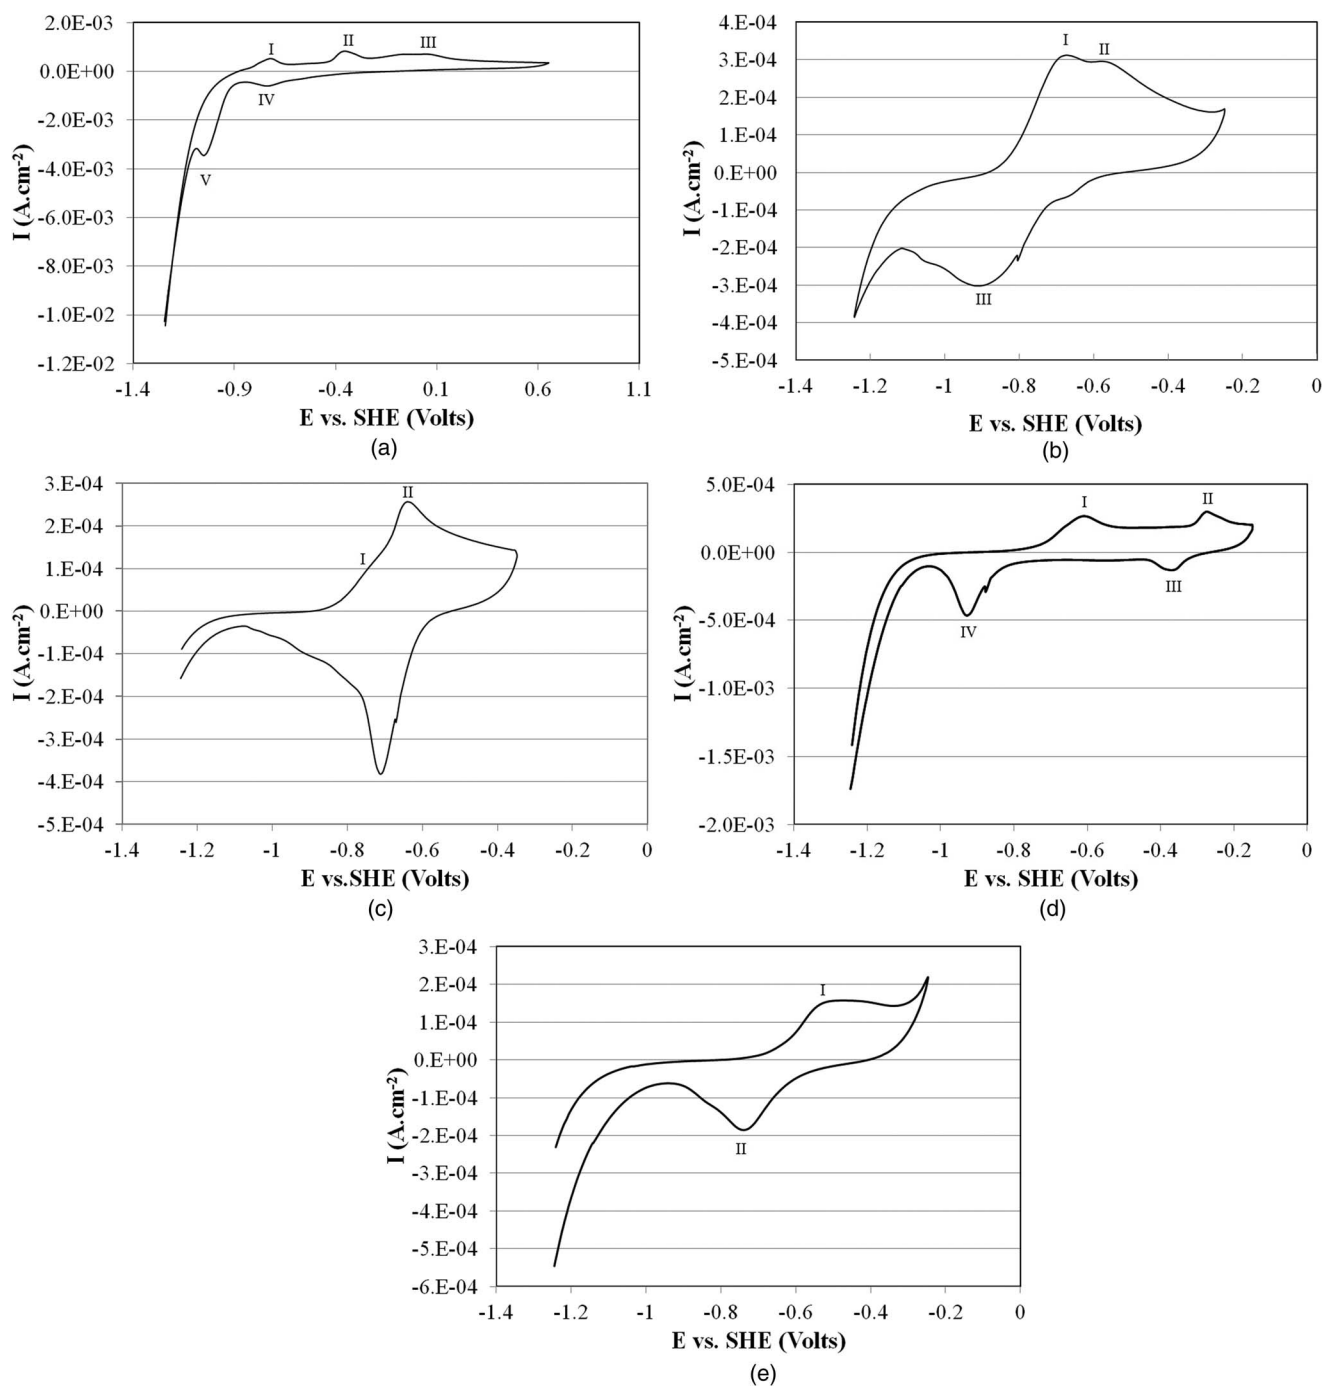 2.0E-03
0.0E+00
-2.0E-03
-4.0E-03
-6.0E-03
-8.0E-03
-1.0E-02
-1.2E-02
I (A.cm-2)
I
II
III
IV
V
-1.4
-0.9
-0.4
0.1
0.6
1.1
E vs. SHE (Volts)
(a)
4.E-04
3.E-04
2.E-04
1.E-04
0.E+00
-1.E-04
-2.E-04
-3.E-04
-4.E-04
-5.E-04
I (A.cm-2)
I
II
III
-1.4
-1.2
-1
-0.8
-0.6
-0.4
-0.2
0
E vs. SHE (Volts)
(b)
3.E-04
2.E-04
1.E-04
0.E+00
-1.E-04
-2.E-04
-3.E-04
-4.E-04
-5.E-04
I (A.cm-2)
I
II
-1.4
-1.2
-1
-0.8
-0.6
-0.4
-0.2
0
E vs.SHE (Volts)
(c)
5.0E-04
0.0E+00
-5.0E-04
-1.0E-03
-1.5E-03
-2.0E-03
I (A.cm-2)
I
II
III
IV
-1.4
-1.2
-1
-0.8
-0.6
-0.4
-0.2
0
E vs. SHE (Volts)
(d)
3.E-04
2.E-04
1.E-04
0.E+00
-1.E-04
-2.E-04
-3.E-04
-4.E-04
-5.E-04
-6.E-04
I (A.cm-2)
I
II
-1.4
-1.2
-1
-0.8
-0.6
-0.4
-0.2
0
E vs. SHE (Volts)
(e)